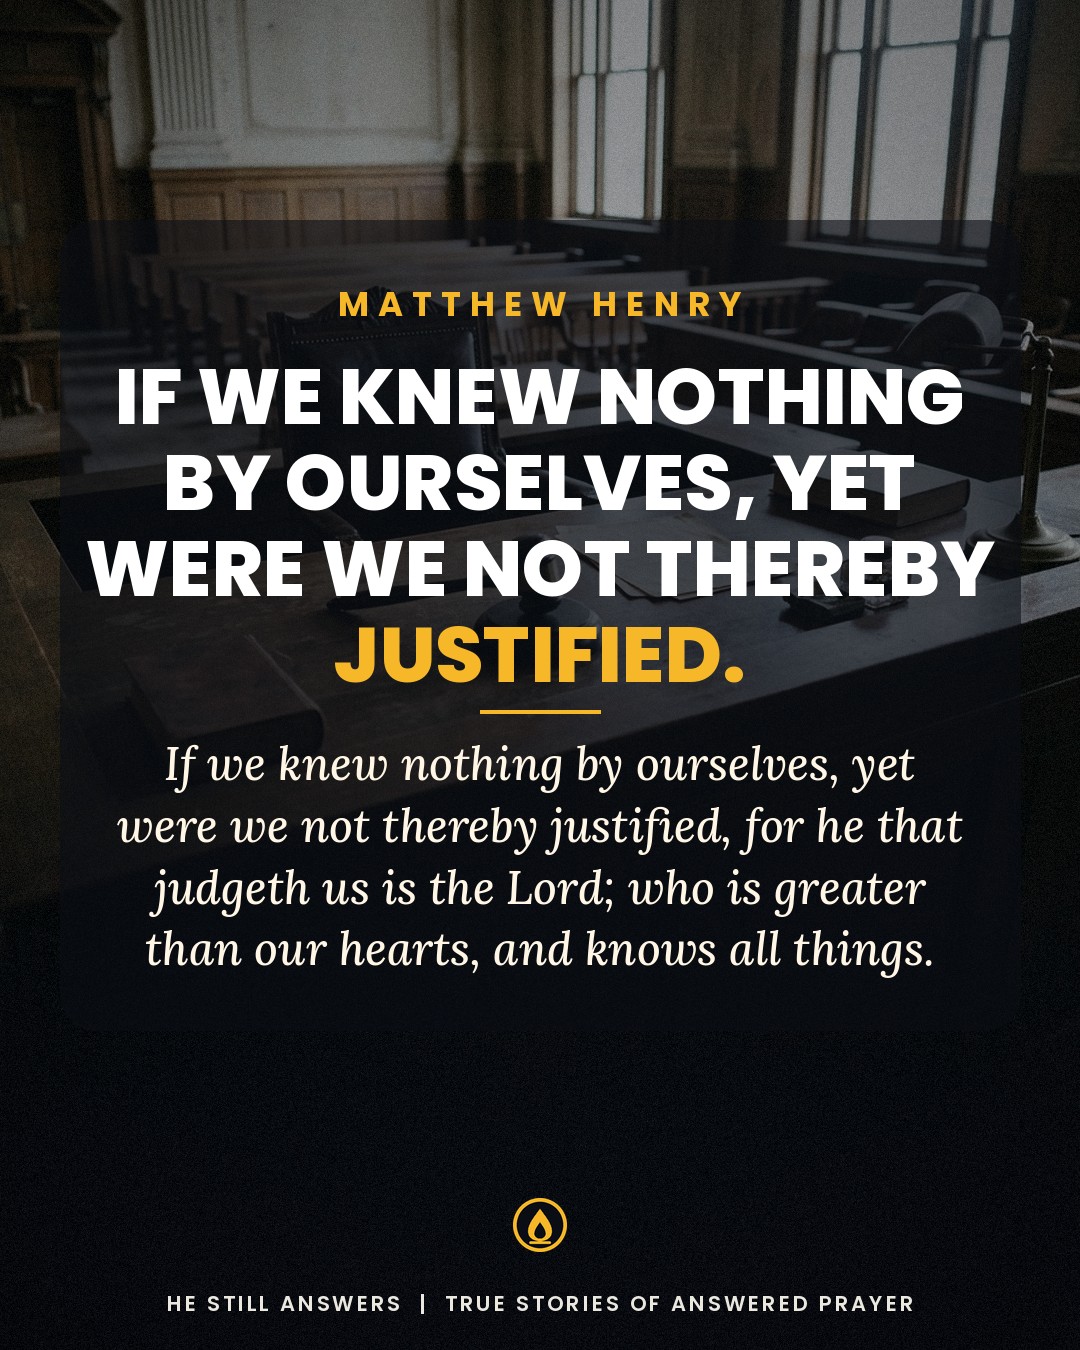 MATTHEW HENRY
IF WE KNEW NOTHING
BY OURSELVES, YET
WERE WE NOT THEREBY
JUSTIFIED.
If we knew nothing by ourselves, yet
were we not thereby justified, for he that
judgeth us is the Lord; who is greater
than our hearts, and knows all things.
HE STILL ANSWERS | TRUE STORIES OF ANSWERED PRAYER